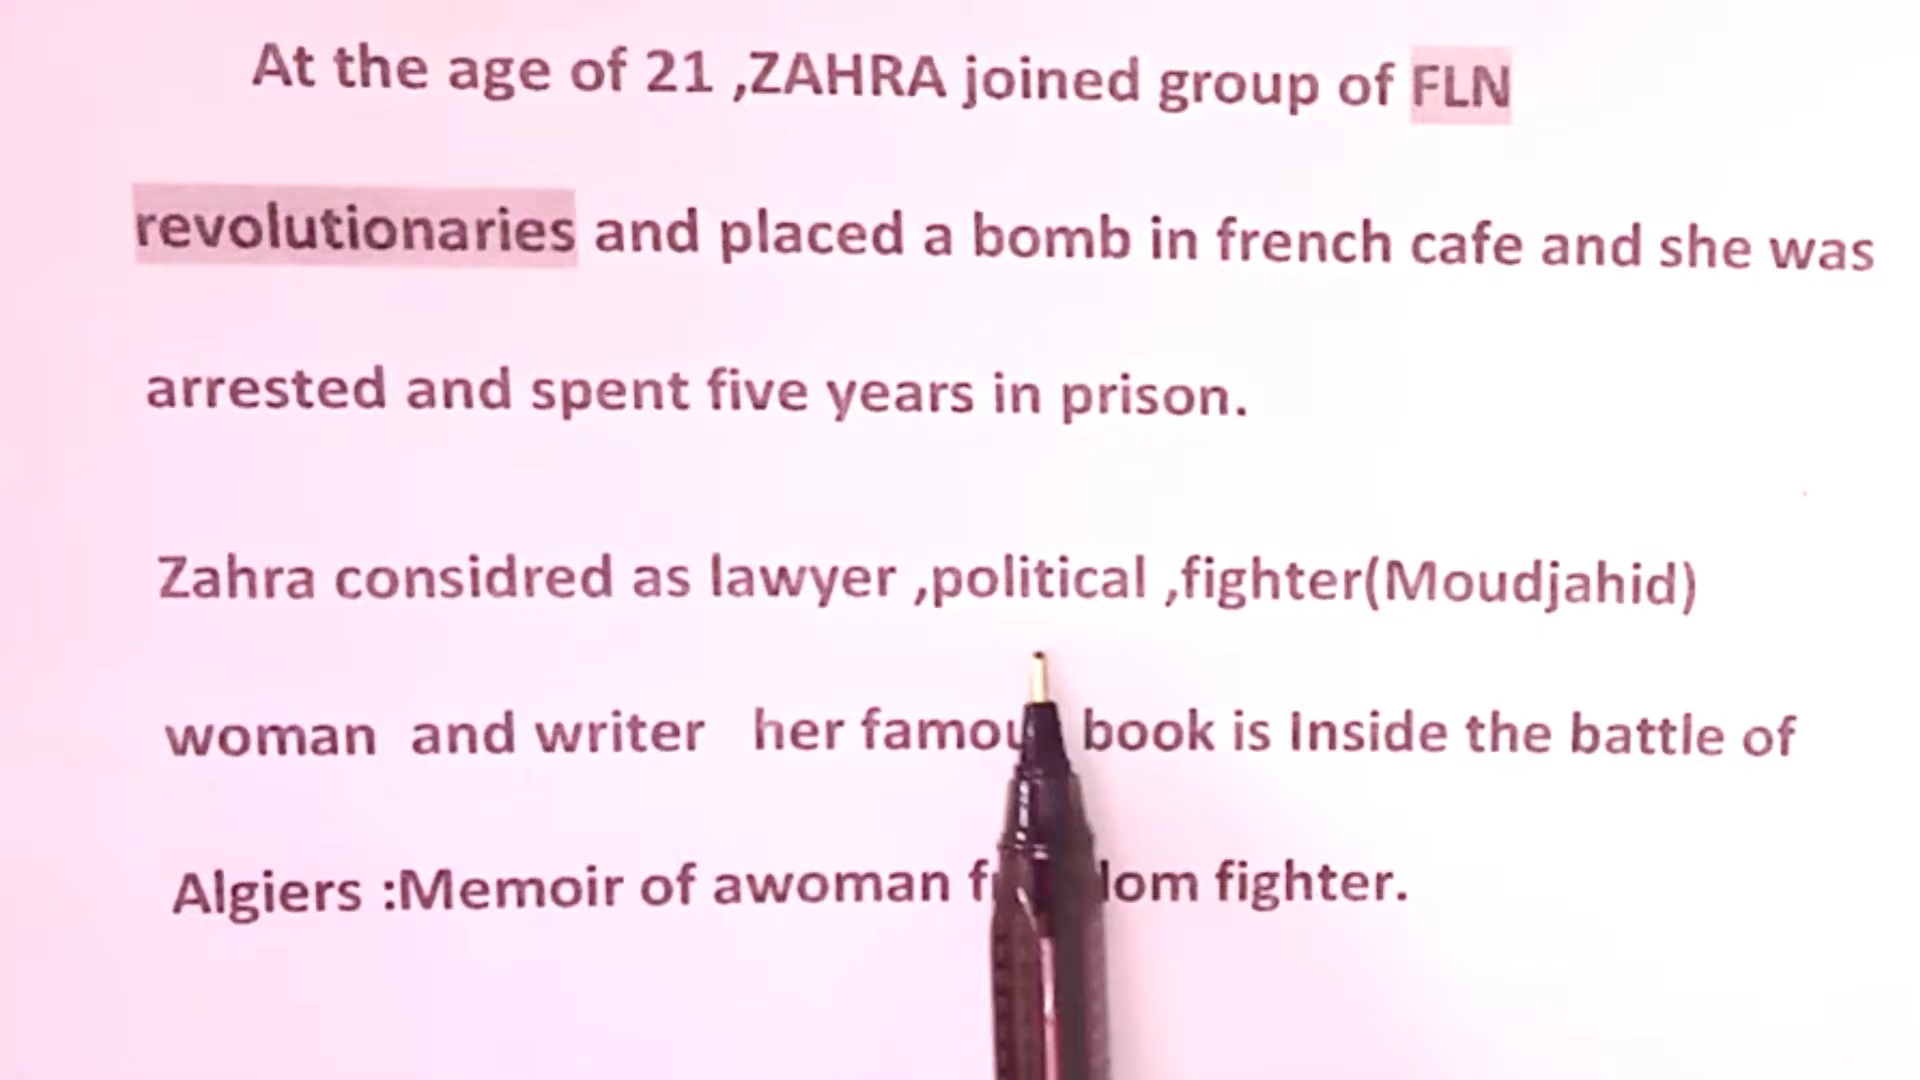 At the age of 21 ,ZAHRA joined group of FLN
revolutionaries and placed a bomb in french cafe and she was
arrested and spent five years in prison.
Zahra considred as lawyer ,political ,fighter(Moudjahid)
woman and writer her book is Inside the battle of
Algiers :Memoir of awoman fighter.